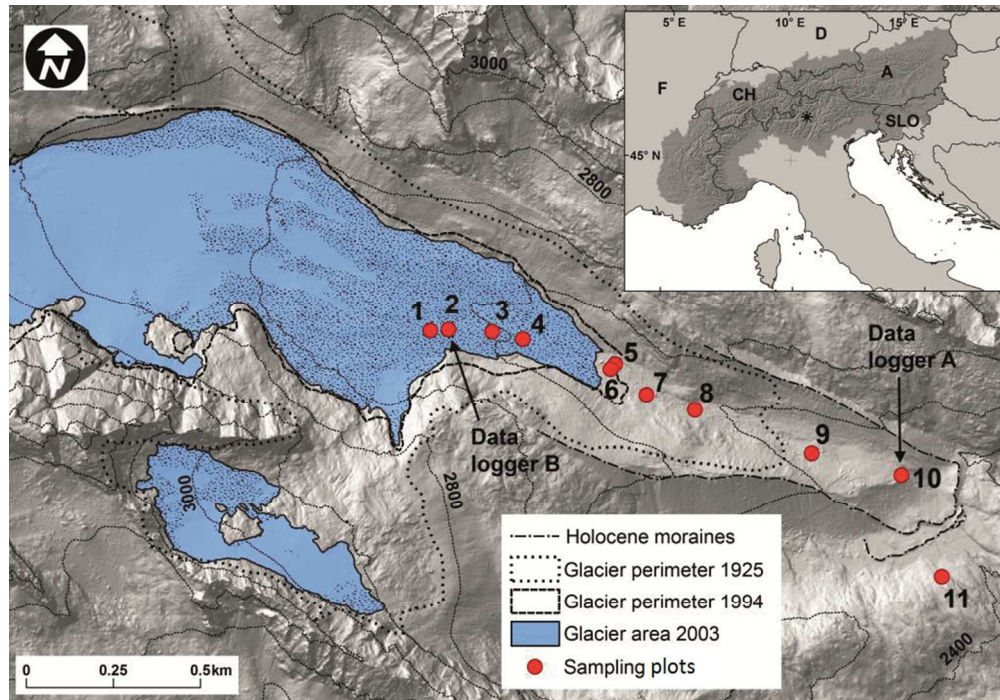 N
3000
2800
5° E
10° E
15° E
D
F
CH
A
SLO
45° N
1
2
3
4
5
6
7
8
9
10
11
Data
logger A
Data
logger B
3000
2800
2400
Holocene moraines
Glacier perimeter 1925
Glacier perimeter 1994
Glacier area 2003
Sampling plots
0 0.25 0.5km